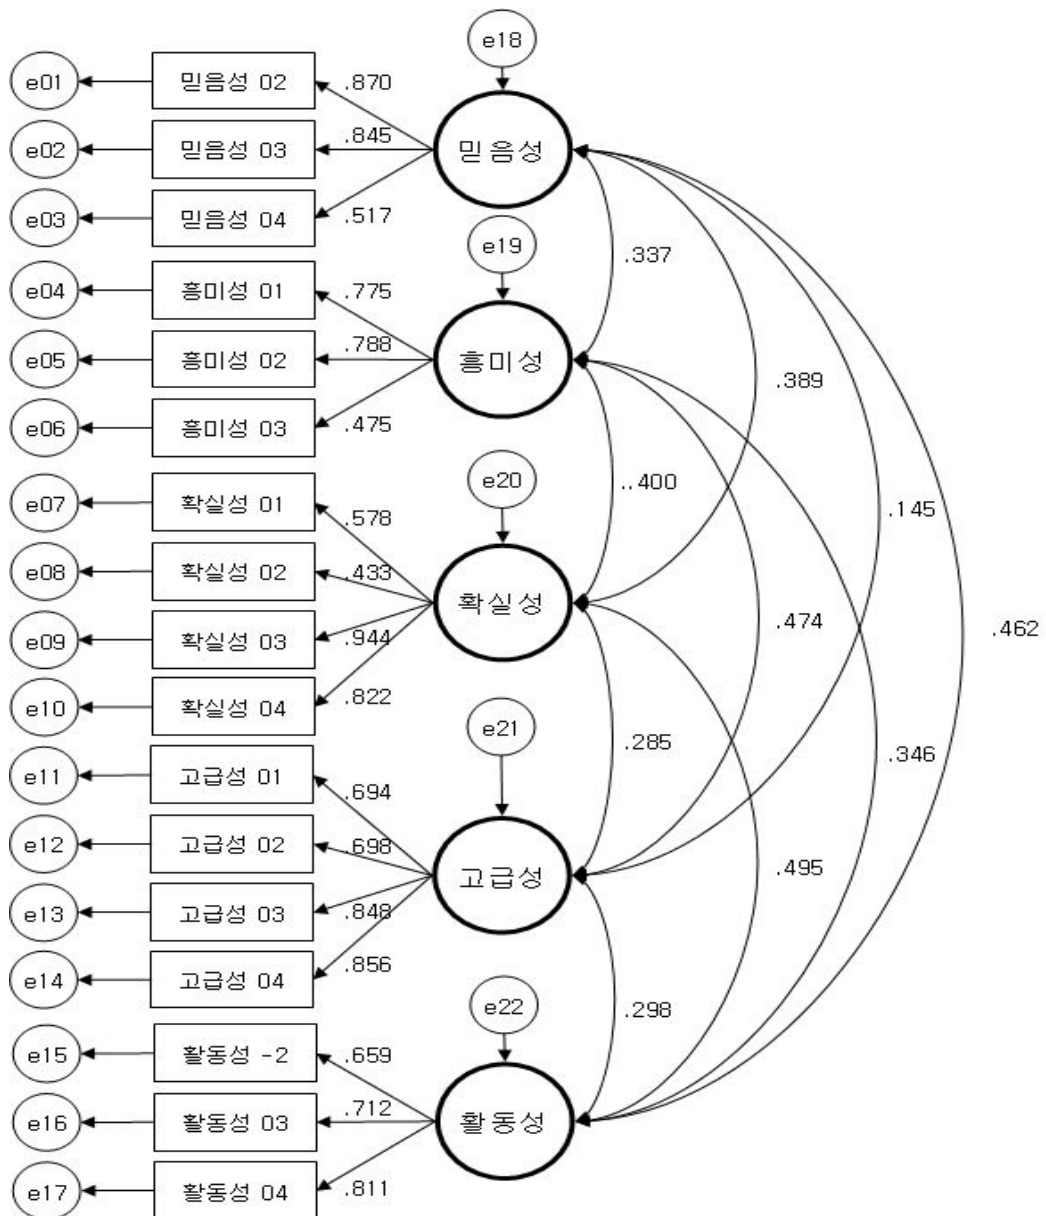 e18
e01
믿음성 02
.870
e02
믿음성 03
.845
믿음성
e03
믿음성 04
.517
e19
.337
e04
흥미성 01
.775
e05
흥미성 02
.788
흥미성
.389
e06
흥미성 03
.475
e20
..400
e07
확실성 01
.578
.145
e08
확실성 02
.433
확실성
.474
.462
e09
확실성 03
.944
e10
확실성 04
.822
e21
.285
.346
e11
고급성 01
.694
e12
고급성 02
.698
고급성
.495
e13
고급성 03
.848
e14
고급성 04
.856
e22
.298
e15
활동성 -2
.659
e16
활동성 03
.712
활동성
e17
활동성 04
.811